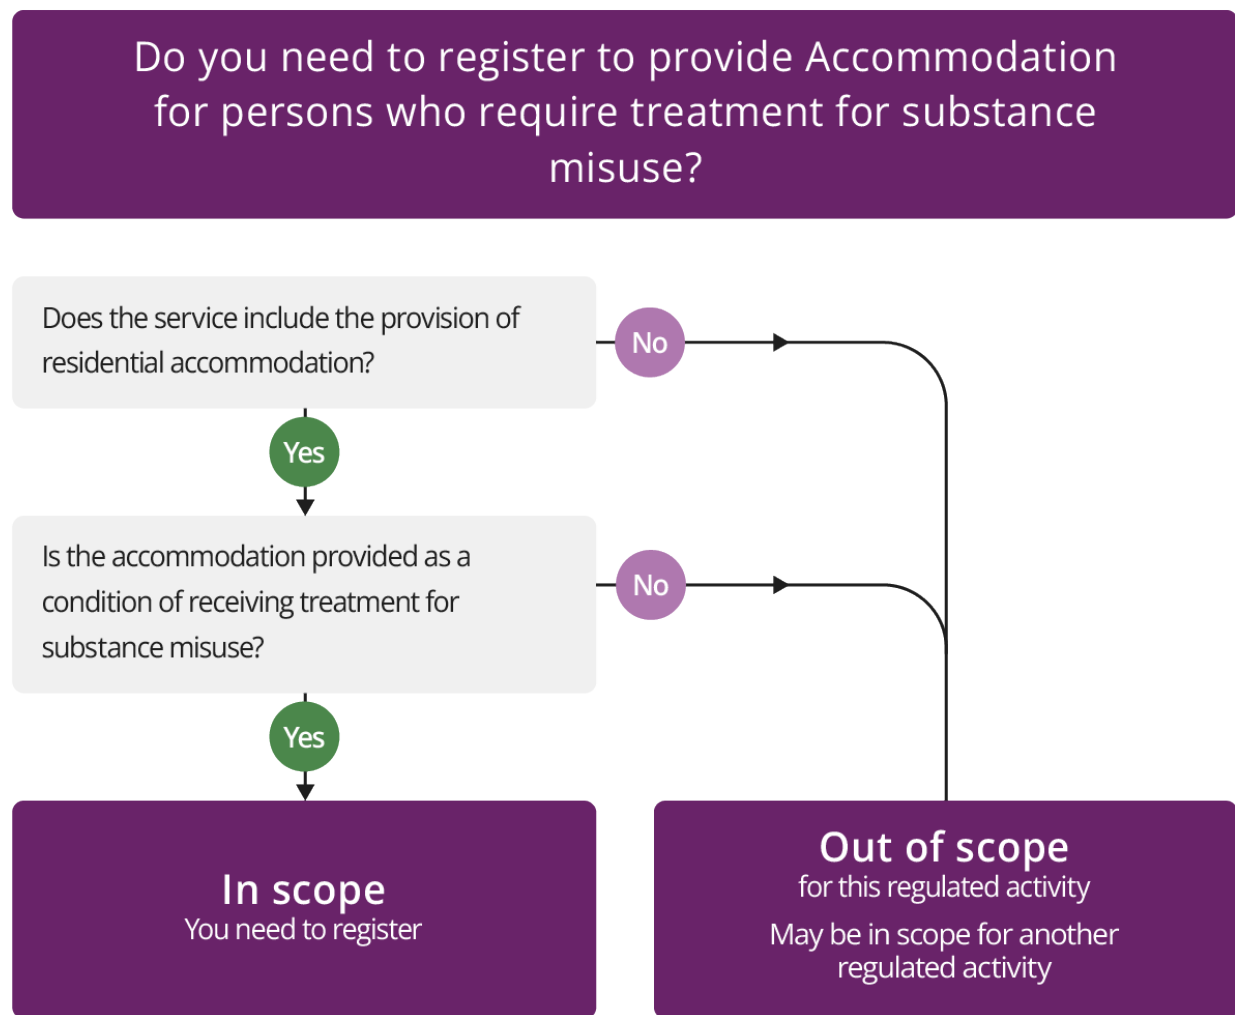 Do you need to register to provide Accommodation
for persons who require treatment for substance
misuse?
Does the service include the provision of
residential accommodation?
No
Yes
Is the accommodation provided as a
condition of receiving treatment for
substance misuse?
No
Yes
In scope
You need to register
Out of scope
for this regulated activity
May be in scope for another
regulated activity